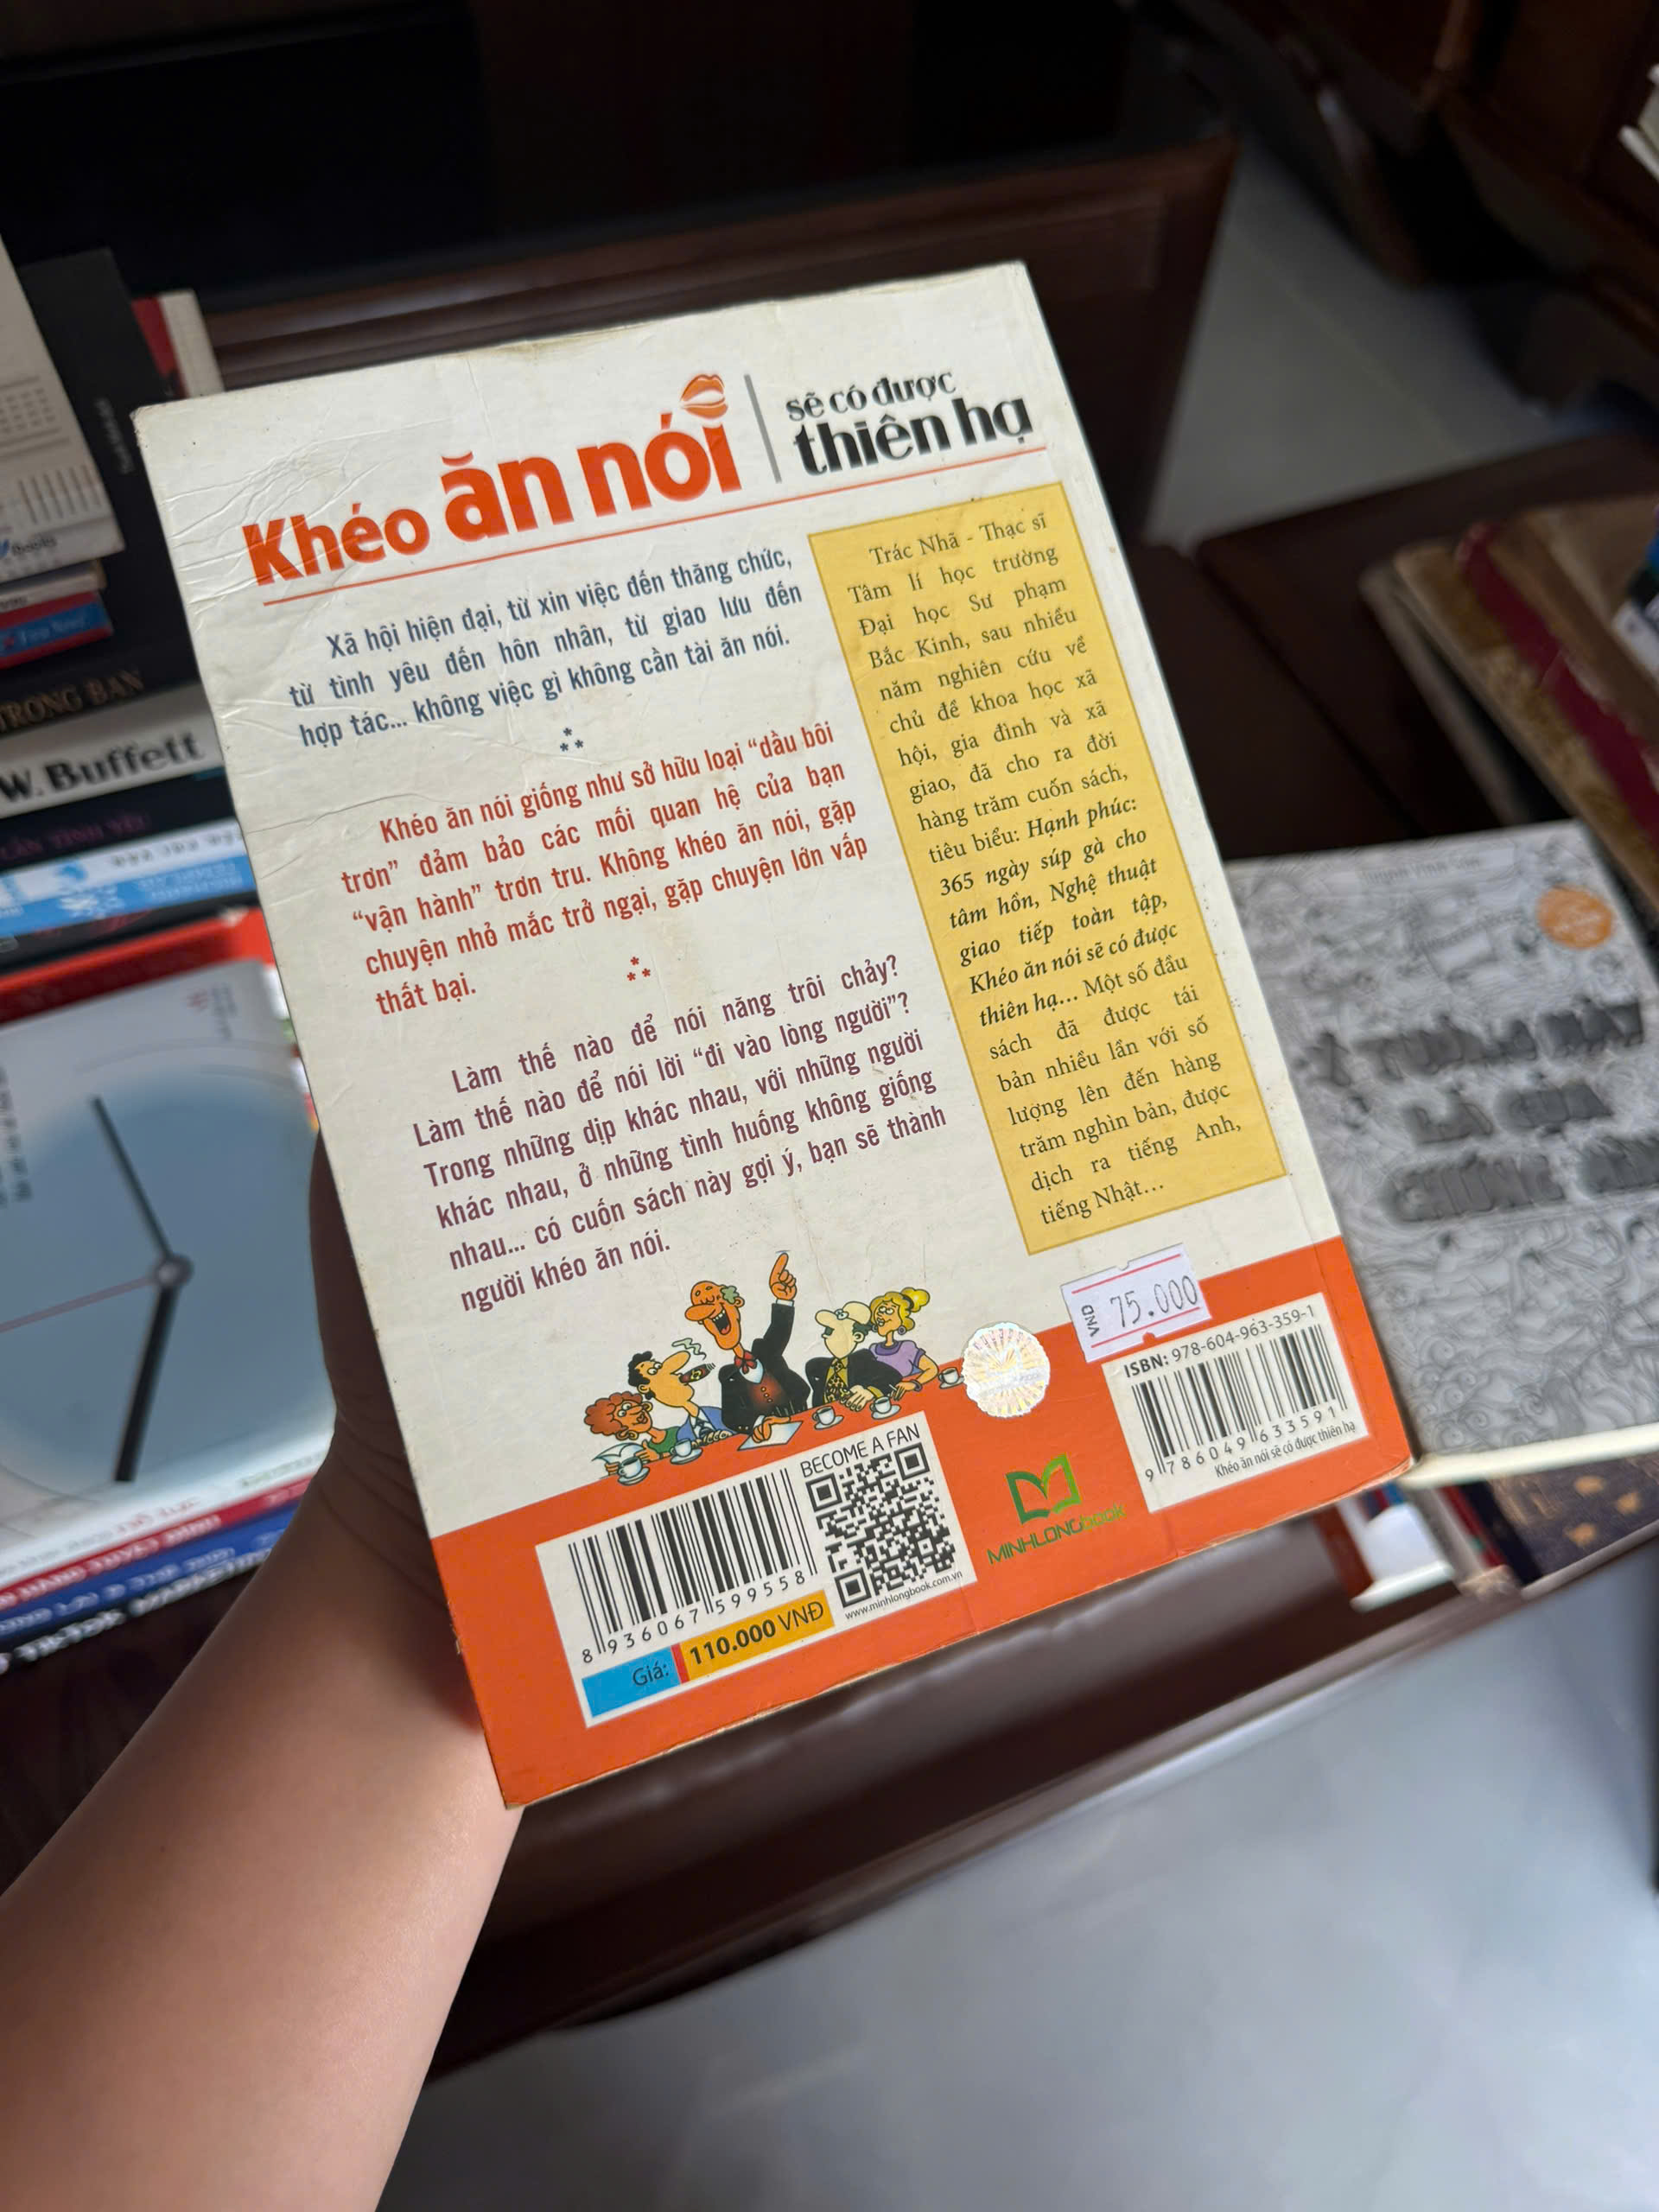 Khéo ăn nói
sẽ có được
thiên hạ
Xã hội hiện đại, từ xin việc đến thăng chức,
từ tình yêu đến hôn nhân, từ giao lưu đến
hợp tác... không việc gì không cần tài ăn nói.
Khéo ăn nói giống như sở hữu loại “dầu bôi
trơn” đảm bảo các mối quan hệ của bạn
“vận hành” trơn tru. Không khéo ăn nói, gặp
chuyện nhỏ mắc trở ngại, gặp chuyện lớn vấp
thất bại.
Làm thế nào để nói năng trôi chảy?
Làm thế nào để nói lời “đi vào lòng người”?
Trong những dịp khác nhau, với những người
khác nhau, ở những tình huống không giống
nhau... có cuốn sách này gợi ý, bạn sẽ thành
người khéo ăn nói.
Trác Nhã - Thạc sĩ
Tâm lí học trường
Đại học Sư phạm
Bắc Kinh, sau nhiều
năm nghiên cứu về
chủ đề khoa học xã
hội, gia đình và xã
giao, đã cho ra đời
hàng trăm cuốn sách,
tiêu biểu: Hạnh phúc:
365 ngày súp gà cho
tâm hồn, Nghệ thuật
giao tiếp toàn tập,
Khéo ăn nói sẽ có được
thiên hạ... Một số đầu
sách đã được tái
bản nhiều lần với số
lượng lên đến hàng
trăm nghìn bản, được
dịch ra tiếng Anh,
tiếng Nhật...
VND 75.000
ISBN: 978-604-963-359-1
9 786049 633591
Khéo ăn nói sẽ có được thiên hạ
MINHLONGbook
BECOME A FAN
www.minhlongbook.com.vn
8 936067 599558
Giá: 110.000 VNĐ
TRONG BẠN
W. Buffett